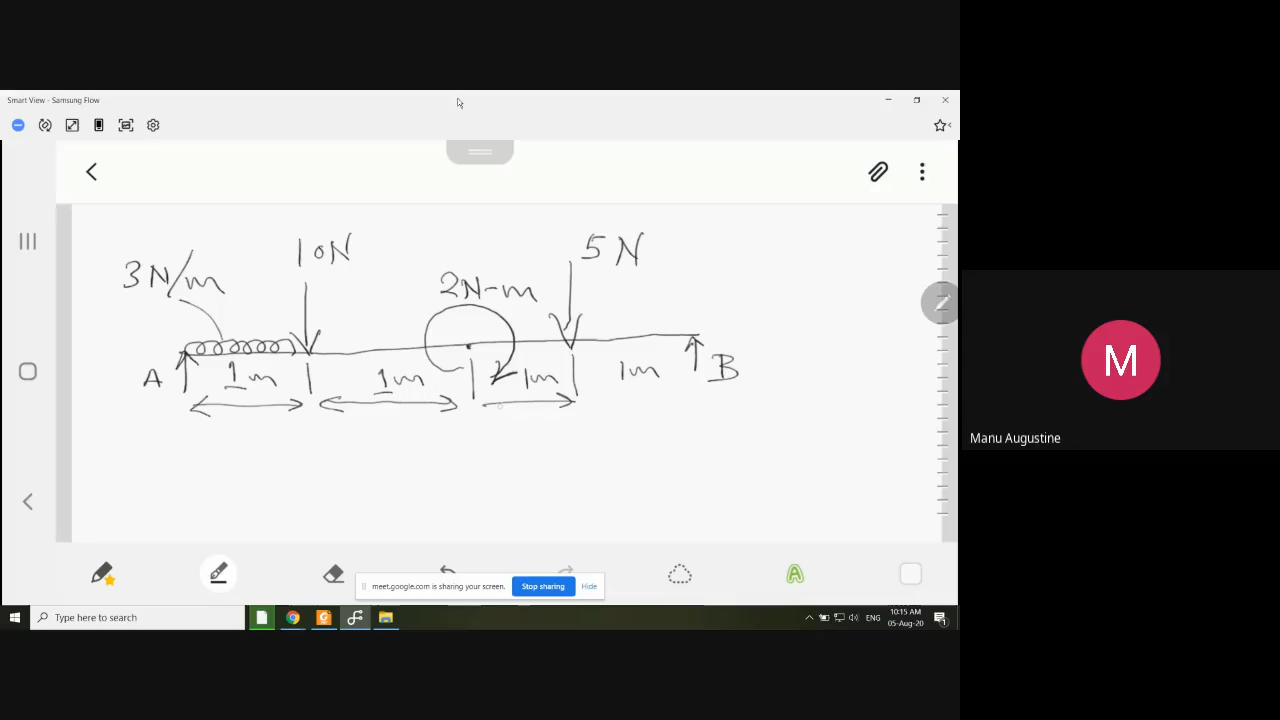 Smart View - Samsung Flow
10N
5 N
3 N/m
2N-m
A
1m
1m
1m
1m
B
M
Manu Augustine
meet.google.com is sharing your screen.
Stop sharing
Hide
Type here to search
ENG
10:15 AM
05-Aug-20